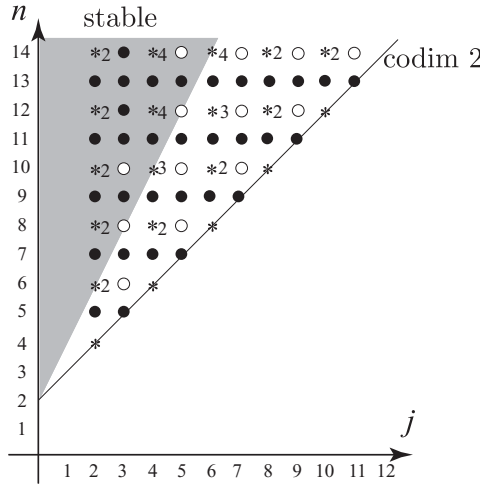 n
stable
14 *2 ● *4 ○ *4 ○ *2 ○ *2 ○
codim 2
13 ● ● ● ● ● ● ● ● ● ●
12 *2 ● *4 ○ *3 ○ *2 ○ *
11 ● ● ● ● ● ● ● ●
10 *2 ○ *3 ○ *2 ○ *
9 ● ● ● ● ● ●
8 *2 ○ *2 ○ *
7 ● ● ● ●
6 *2 ○ *
5 ● ●
4 *
3
2
1
j
1 2 3 4 5 6 7 8 9 10 11 12